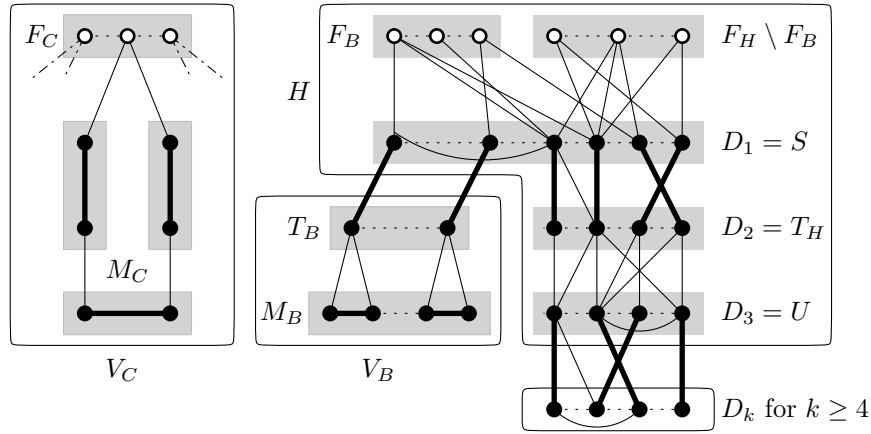 F_C
F_B
F_H \ F_B
H
D_1 = S
T_B
D_2 = T_H
M_C
M_B
D_3 = U
V_C
V_B
D_k for k ≥ 4